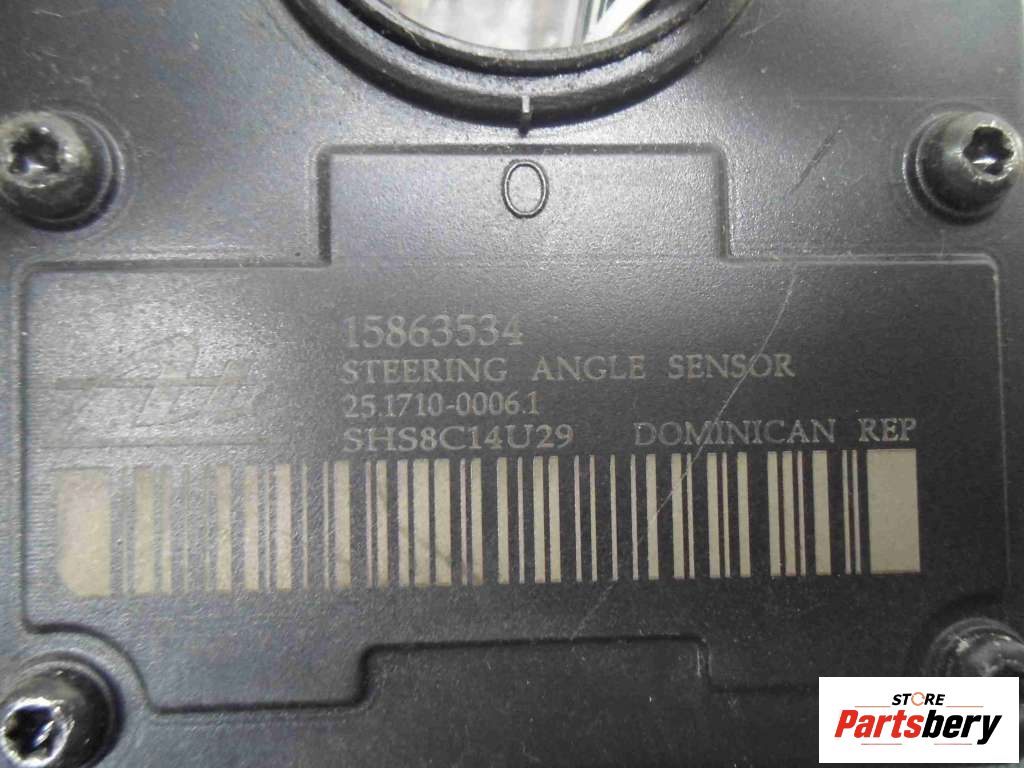 0
15863534
STEERING ANGLE SENSOR
25.1710-0006.1
SHS8C14U29 DOMINICAN REP
STORE
Partsbery